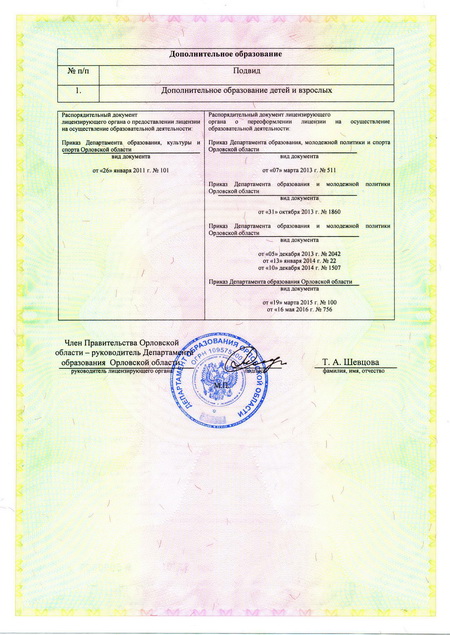 Дополнительное образование
№ п/п
Подвид
1.
Дополнительное образование детей и взрослых
Распорядительный документ
лицензирующего органа о предоставлении лицензии
на осуществление образовательной деятельности:
Приказ Департамента образования, культуры и
спорта Орловской области
вид документа
от «26» января 2011 г. № 101
Распорядительный документ лицензирующего
органа о переоформлении лицензии на осуществление
образовательной деятельности:
Приказ Департамента образования, молодежной политики и спорта
Орловской области
вид документа
от «07» марта 2013 г. № 511
Приказ Департамента образования и молодежной политики
Орловской области
вид документа
от «31» октября 2013 г. № 1860
Приказ Департамента образования и молодежной политики
Орловской области
вид документа
от «05» декабря 2013 г. № 2042
от «13» января 2014 г. № 22
от «10» декабря 2014 г. № 1507
Приказ Департамента образования Орловской области
вид документа
от «19» марта 2015 г. № 100
от «16 мая 2016 г. № 756
Член Правительства Орловской
области – руководитель Департамента
образования Орловской области
руководитель лицензирующего органа
ДЕПАРТАМЕНТ ОБРАЗОВАНИЯ ОРЛОВСКОЙ ОБЛАСТИ
М.П.
Т. А. Шевцова
фамилия, имя, отчество